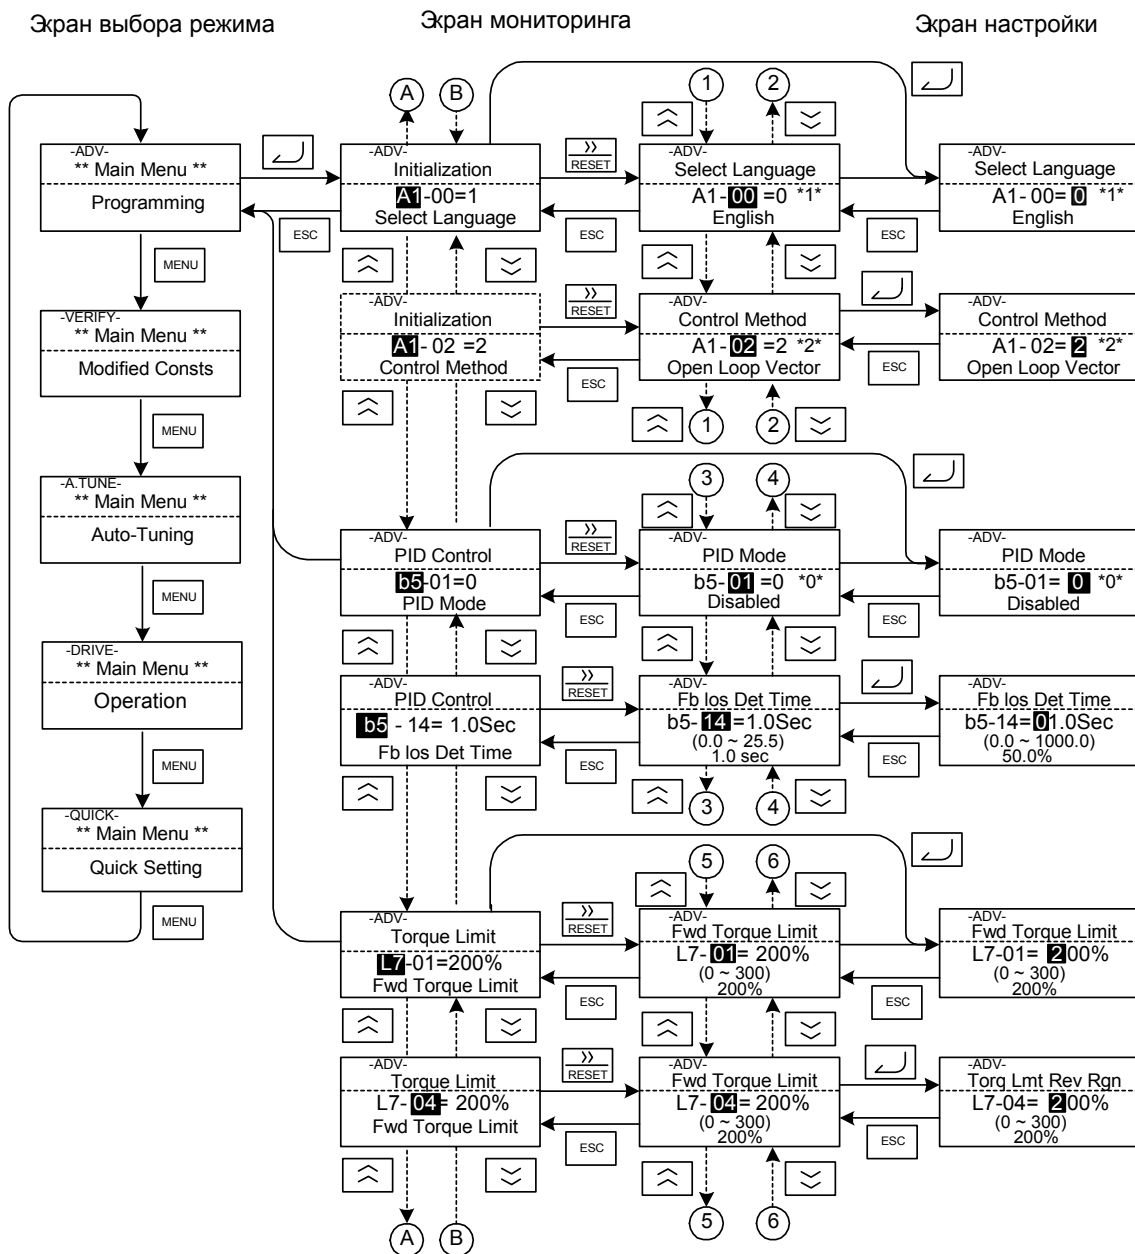 Экран выбора режима
Экран мониторинга
Экран настройки
A
B
1
2
-ADV-
** Main Menu **
Programming
-ADV-
Initialization
A1-00=1
Select Language
RESET
-ADV-
Select Language
A1-00 =0 *1*
English
-ADV-
Select Language
A1- 00= 0 *1*
English
ESC
ESC
ESC
MENU
-VERIFY-
** Main Menu **
Modified Consts
-ADV-
Initialization
A1- 02 =2
Control Method
RESET
-ADV-
Control Method
A1-02 =2 *2*
Open Loop Vector
-ADV-
Control Method
A1- 02= 2 *2*
Open Loop Vector
ESC
ESC
1
2
MENU
-A.TUNE-
** Main Menu **
Auto-Tuning
3
4
-ADV-
PID Control
b5-01=0
PID Mode
RESET
-ADV-
PID Mode
b5-01 =0 *0*
Disabled
-ADV-
PID Mode
b5-01= 0 *0*
Disabled
ESC
ESC
MENU
-DRIVE-
** Main Menu **
Operation
-ADV-
PID Control
b5 - 14= 1.0Sec
Fb los Det Time
RESET
-ADV-
Fb los Det Time
b5-14=1.0Sec
(0.0 ~ 25.5)
1.0 sec
-ADV-
Fb los Det Time
b5-14=01.0Sec
(0.0 ~ 1000.0)
50.0%
ESC
ESC
3
4
MENU
-QUICK-
** Main Menu **
Quick Setting
MENU
5
6
-ADV-
Torque Limit
L7-01=200%
Fwd Torque Limit
RESET
-ADV-
Fwd Torque Limit
L7-01= 200%
(0 ~ 300)
200%
-ADV-
Fwd Torque Limit
L7-01= 200%
(0 ~ 300)
200%
ESC
ESC
-ADV-
Torque Limit
L7- 04= 200%
Fwd Torque Limit
RESET
-ADV-
Fwd Torque Limit
L7- 04= 200%
(0 ~ 300)
200%
-ADV-
Torq Lmt Rev Rgn
L7-04= 200%
(0 ~ 300)
200%
ESC
ESC
A
B
5
6